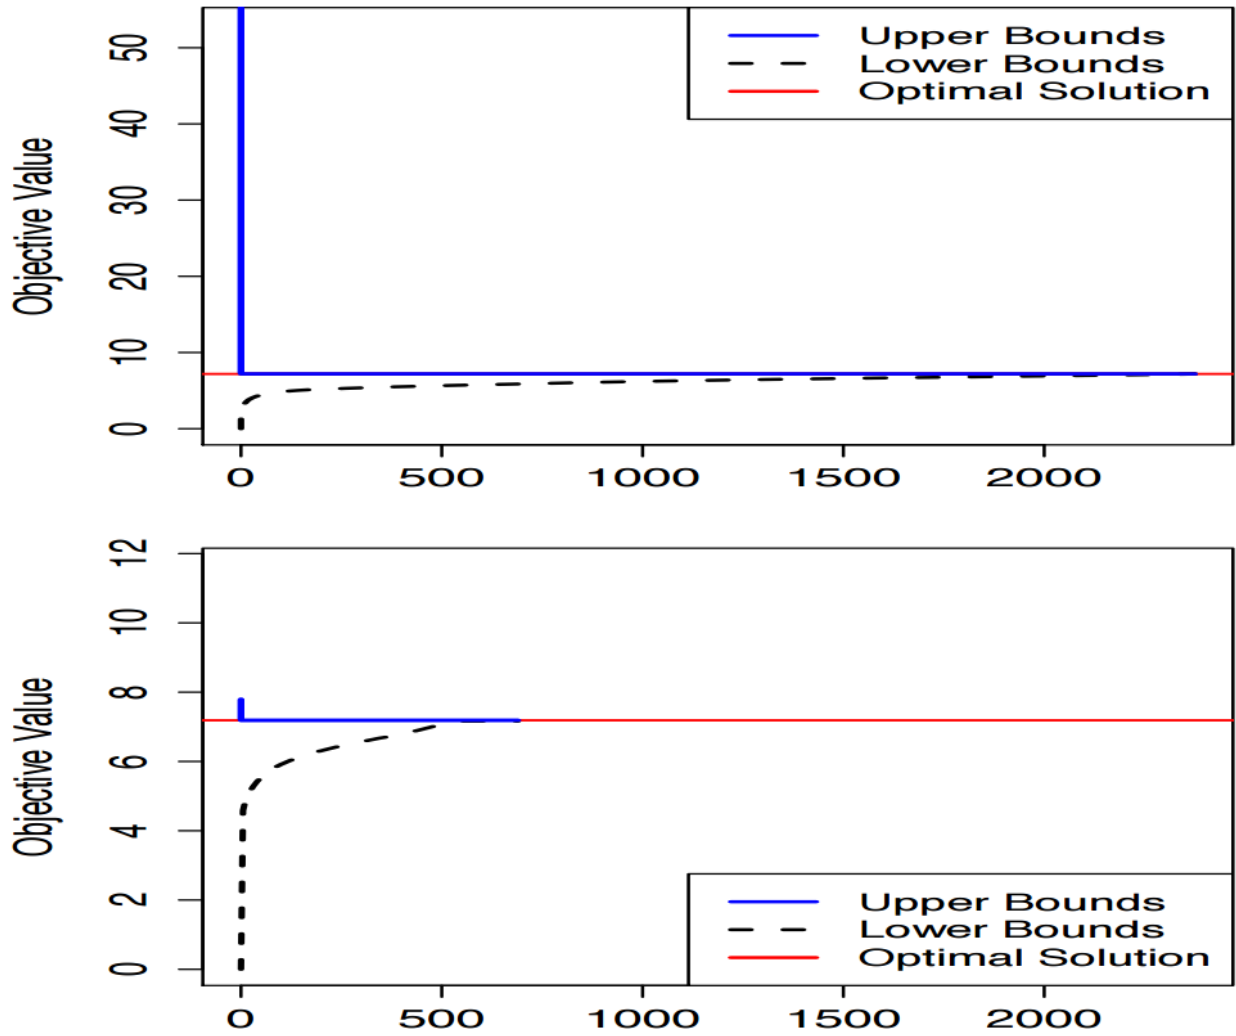 Objective Value
50
40
30
20
10
0
Upper Bounds
Lower Bounds
Optimal Solution
0 500 1000 1500 2000
Objective Value
12
10
8
6
4
2
0
Upper Bounds
Lower Bounds
Optimal Solution
0 500 1000 1500 2000